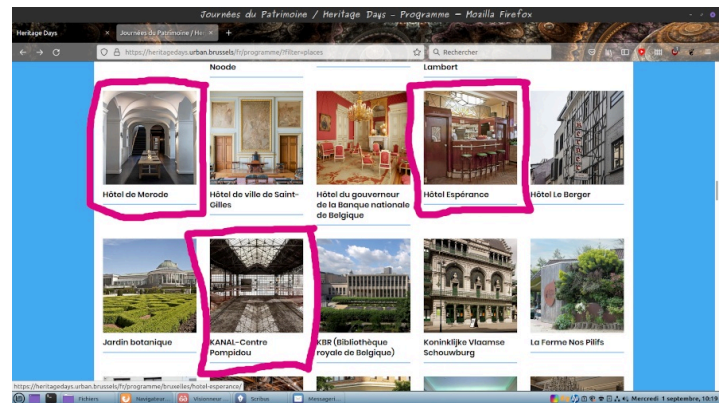 Journées du Patrimoine / Heritage Days - Programme — Mozilla Firefox
Heritage Days
Journées du Patrimoine / He
https://heritagedays.urban.brussels/fr/programme/?filter=places
Rechercher
Noode
Lambert
Hôtel de Merode
Hôtel de ville de Saint-
Gilles
Hôtel du gouverneur
de la Banque nationale
de Belgique
Hôtel Espérance
Hôtel Le Berger
Jardin botanique
KANAL-Centre
Pompidou
KBR (Bibliothèque
royale de Belgique)
Koninklijke Vlaamse
Schouwburg
La Ferme Nos Pilifs
https://heritagedays.urban.brussels/fr/programme/bruxelles/hotel-esperance/
Fichiers
Navigateur...
Visionneur...
Scribus
Messageri...
Mercredi 1 septembre, 10:19